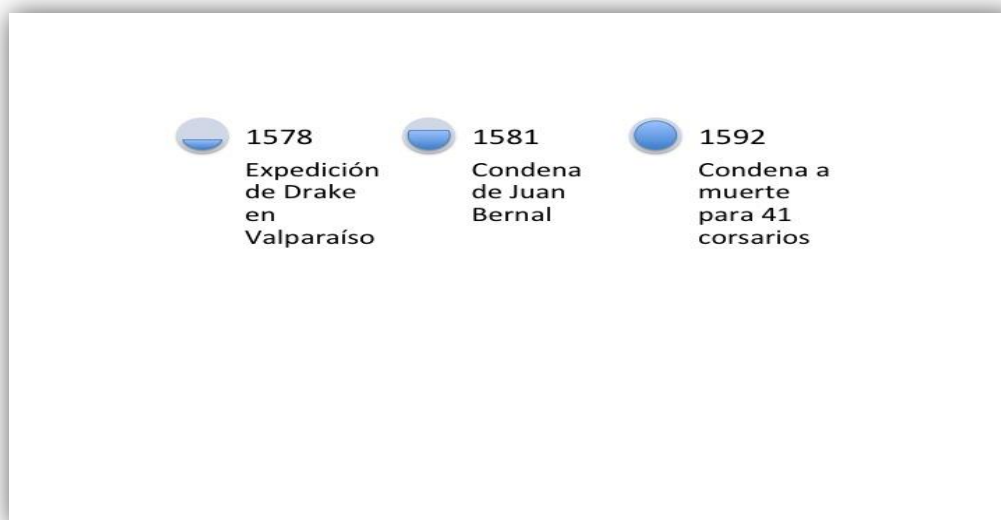 1578
Expedición
de Drake
en
Valparaíso
1581
Condena
de Juan
Bernal
1592
Condena a
muerte
para 41
corsarios